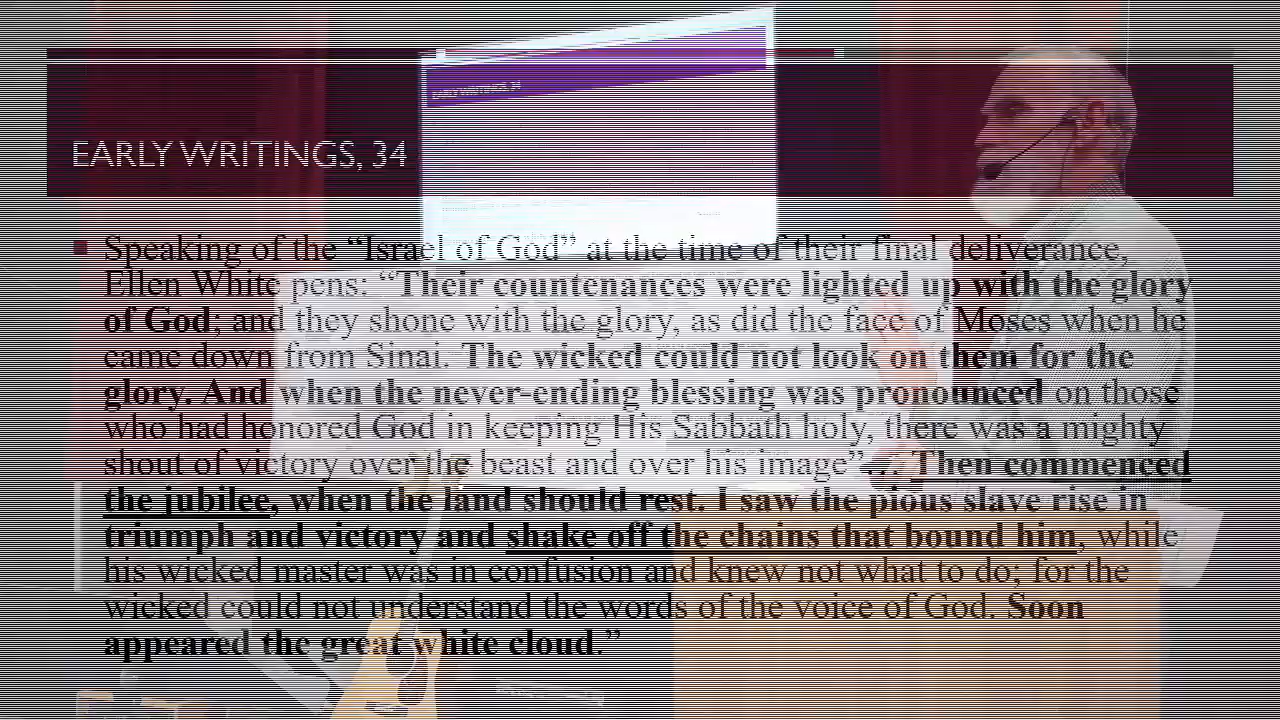 EARLY WRITINGS, 34
EARLY WRITINGS, 34
Speaking of the “Israel of God” at the time of their final deliverance,
Ellen White pens: “Their countenances were lighted up with the glory
of God; and they shone with the glory, as did the face of Moses when he
came down from Sinai. The wicked could not look on them for the
glory. And when the never-ending blessing was pronounced on those
who had honored God in keeping His Sabbath holy, there was a mighty
shout of victory over the beast and over his image”… Then commenced
the jubilee, when the land should rest. I saw the pious slave rise in
triumph and victory and shake off the chains that bound him, while
his wicked master was in confusion and knew not what to do; for the
wicked could not understand the words of the voice of God. Soon
appeared the great white cloud.”